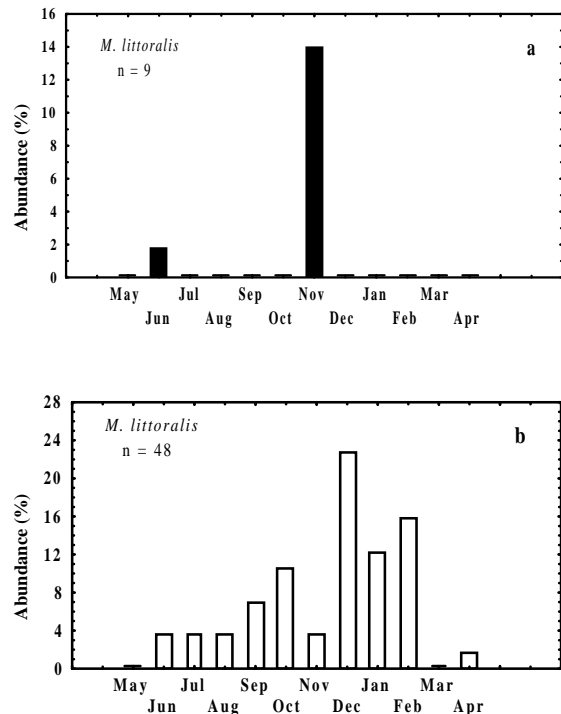 16
14
12
10
8
6
4
2
0
Abundance (%)
M. littoralis
n = 9
a
May Jul Sep Nov Jan Mar
Jun Aug Oct Dec Feb Apr
28
24
20
16
12
8
4
0
Abundance (%)
M. littoralis
n = 48
b
May Jul Sep Nov Jan Mar
Jun Aug Oct Dec Feb Apr